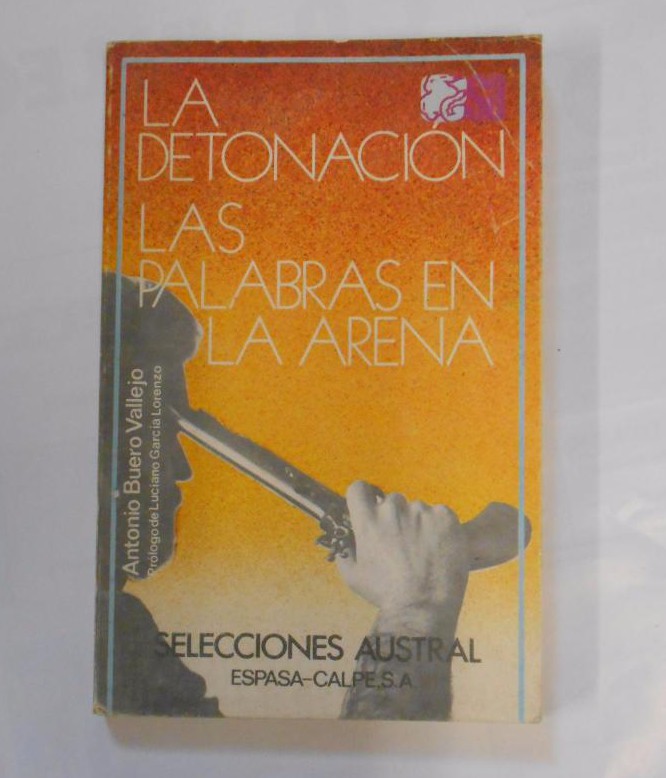 LA
DETONACIÓN
LAS
PALABRAS EN
LA ARENA
Antonio Buero Vallejo
Prólogo de Luciano García Lorenzo
SELECCIONES AUSTRAL
ESPASA-CALPE,S.A.